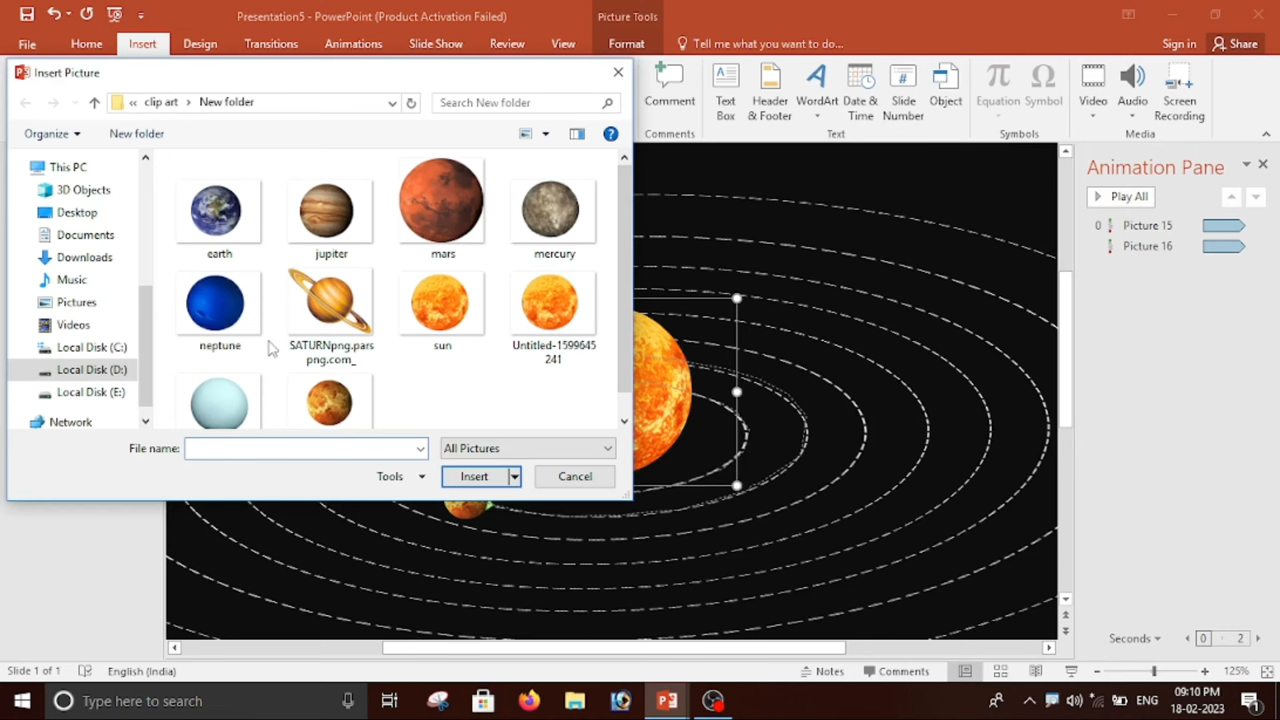 Presentation5 - PowerPoint (Product Activation Failed)
Picture Tools
File
Home
Insert
Design
Transitions
Animations
Slide Show
Review
View
Format
Tell me what you want to do...
Sign in
Share
Insert Picture
« clip art › New folder
Search New folder
Organize
New folder
Comment
Text Box
Header & Footer
WordArt
Date & Time
Slide Number
Object
Equation
Symbol
Video
Audio
Screen Recording
Comments
Text
Symbols
Media
This PC
3D Objects
Desktop
Documents
Downloads
Music
Pictures
Videos
Local Disk (C:)
Local Disk (D:)
Local Disk (E:)
Network
earth
jupiter
mars
mercury
neptune
SATURNpng.pars
png.com_
sun
Untitled-1599645
241
File name:
All Pictures
Tools
Insert
Cancel
Animation Pane
Play All
0 Picture 15
Picture 16
Seconds
0 2
Slide 1 of 1
English (India)
Notes
Comments
125%
Type here to search
ENG
09:10 PM
18-02-2023
1